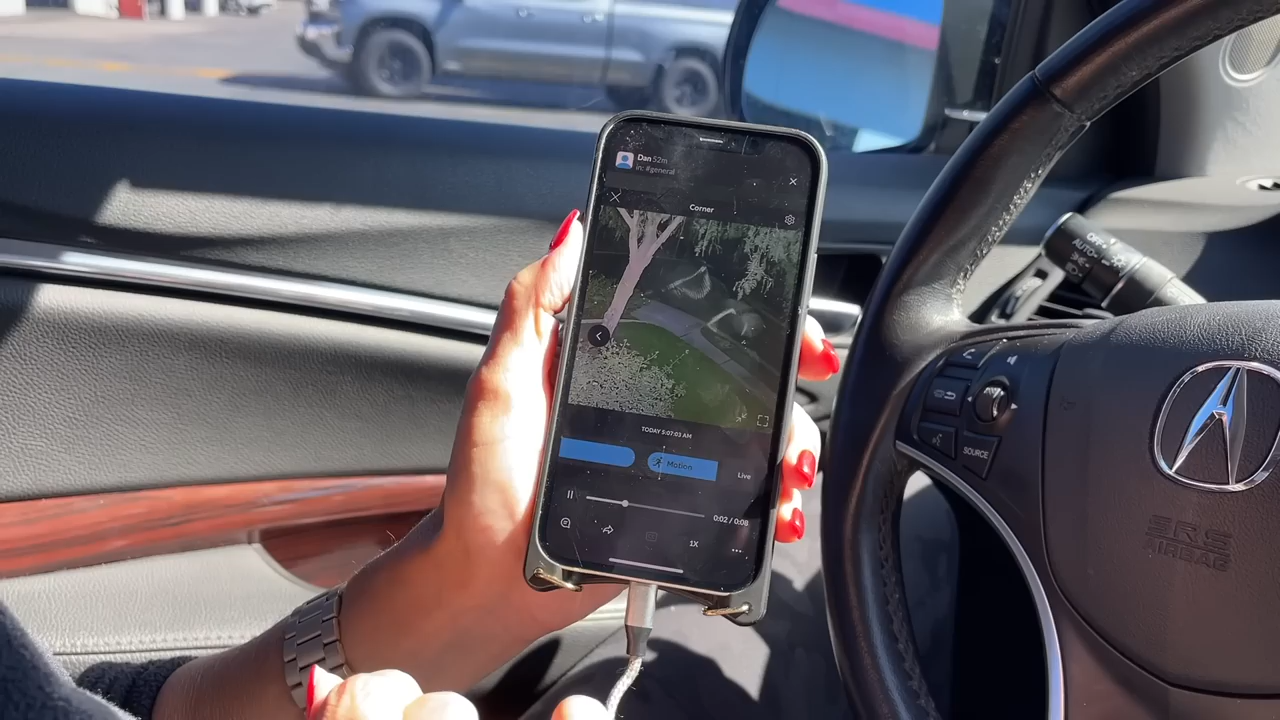 Dan 52m
in: #general
Corner
TODAY 5:07:03 AM
Motion
Live
0:02 / 0:08
1X
OFF
AUTO
SOURCE
SRS
AIRBAG